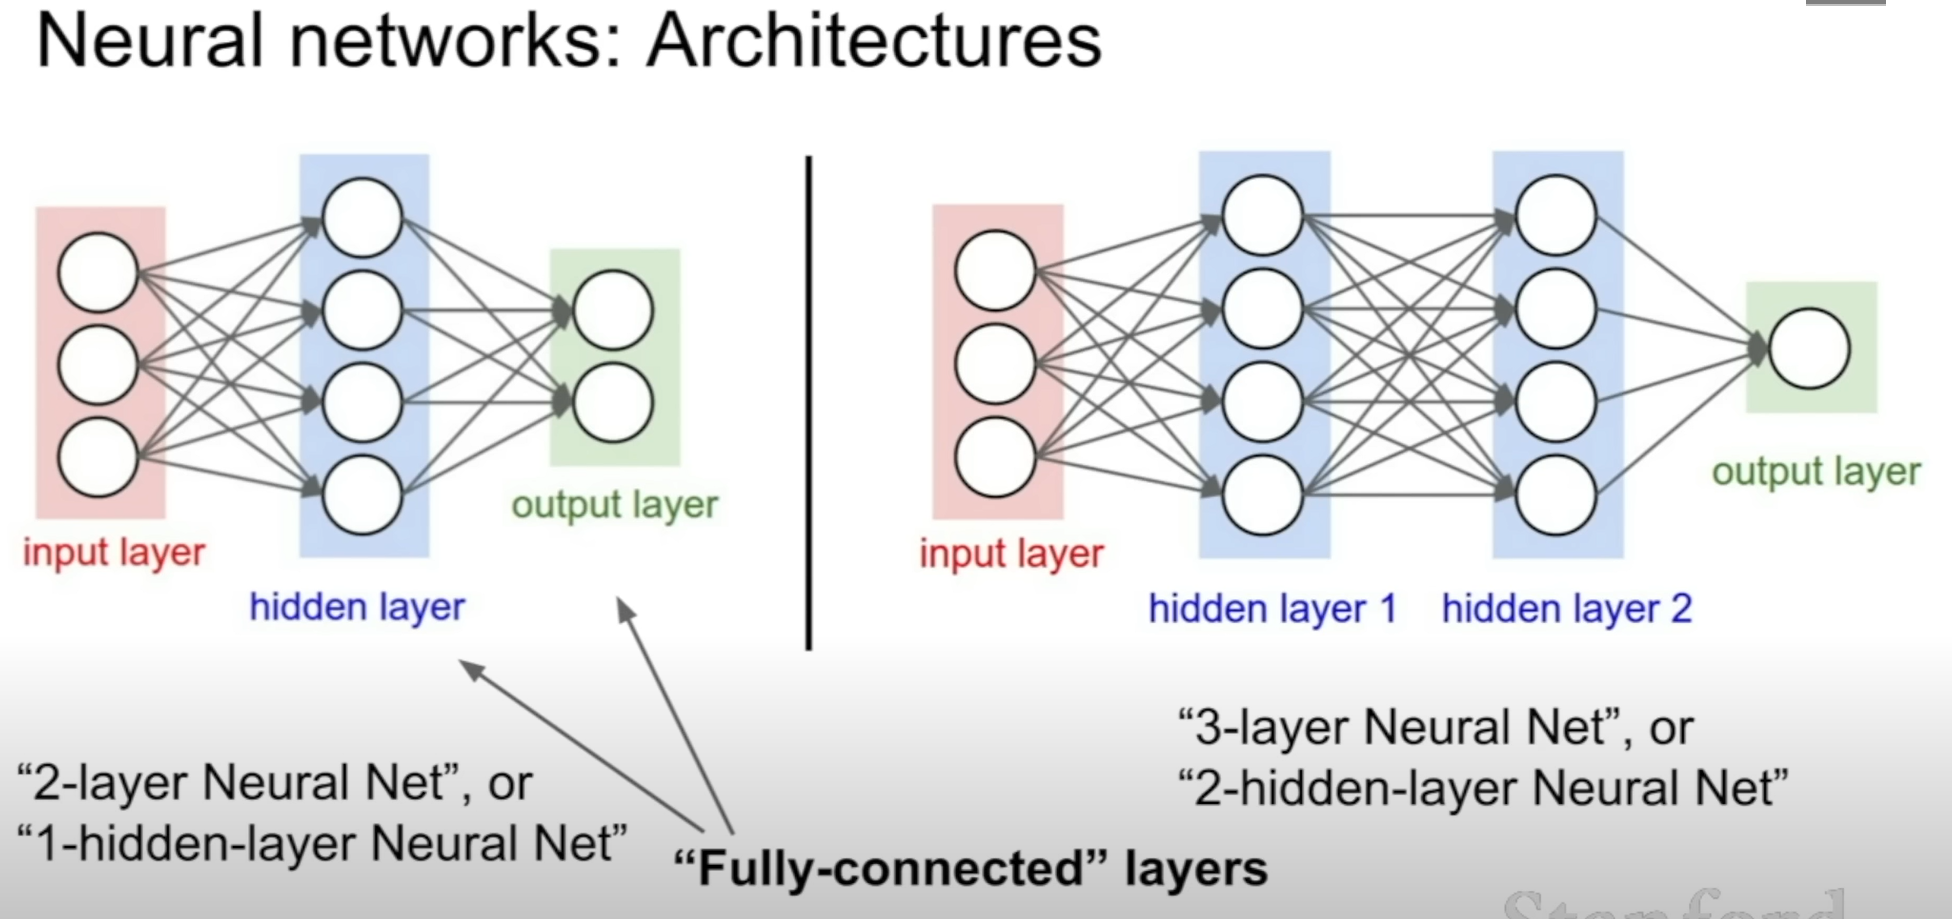 Neural networks: Architectures
input layer
hidden layer
output layer
“2-layer Neural Net”, or
“1-hidden-layer Neural Net”
“Fully-connected” layers
input layer
hidden layer 1
hidden layer 2
output layer
“3-layer Neural Net”, or
“2-hidden-layer Neural Net”
Stanford